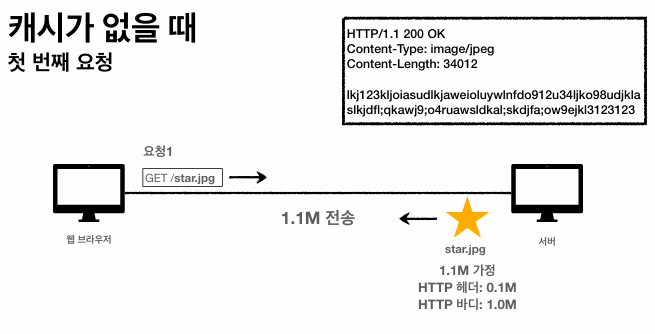 캐시가 없을 때
첫 번째 요청
HTTP/1.1 200 OK
Content-Type: image/jpeg
Content-Length: 34012
lkj123kljoiasudlkjaweioluywlnfdo912u34ljko98udjkla
slkjdfl;qkawj9;o4ruawsldkal;skdjfa;ow9ejkl3123123
요청1
GET /star.jpg
1.1M 전송
웹 브라우저
서버
star.jpg
1.1M 가정
HTTP 헤더: 0.1M
HTTP 바디: 1.0M